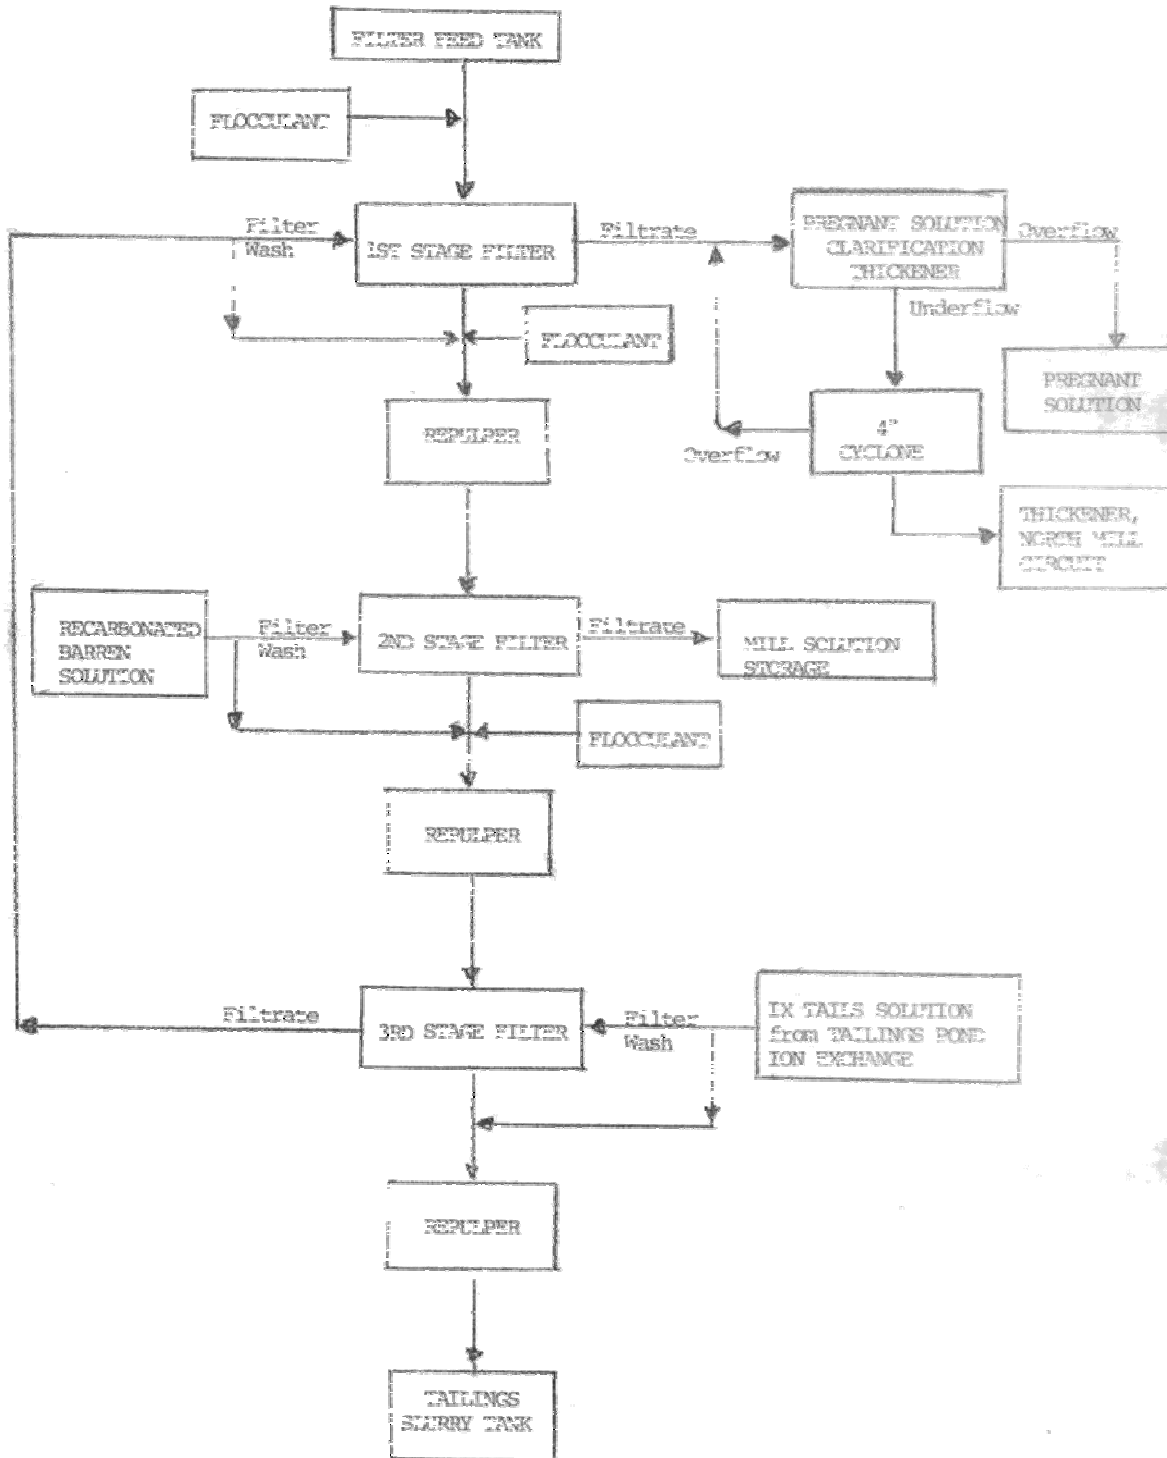 FILTER FEED TANK
FLOCCULANT
Filter
Wash
1ST STAGE FILTER
Filtrate
PREGNANT SOLUTION
CLARIFICATION
THICKENER
Overflow
Underflow
FLOCCULANT
PREGNANT
SOLUTION
REPULPER
4"
CYCLONE
Overflow
THICKENER,
NORTH MILL
CIRCUIT
RECARBONATED
BARREN
SOLUTION
Filter
Wash
2ND STAGE FILTER
Filtrate
MILL SOLUTION
STORAGE
FLOCCULANT
REPULPER
Filtrate
3RD STAGE FILTER
Filter
Wash
IX TAILS SOLUTION
from TAILINGS POND
ION EXCHANGE
REPULPER
TAILINGS
SLURRY TANK